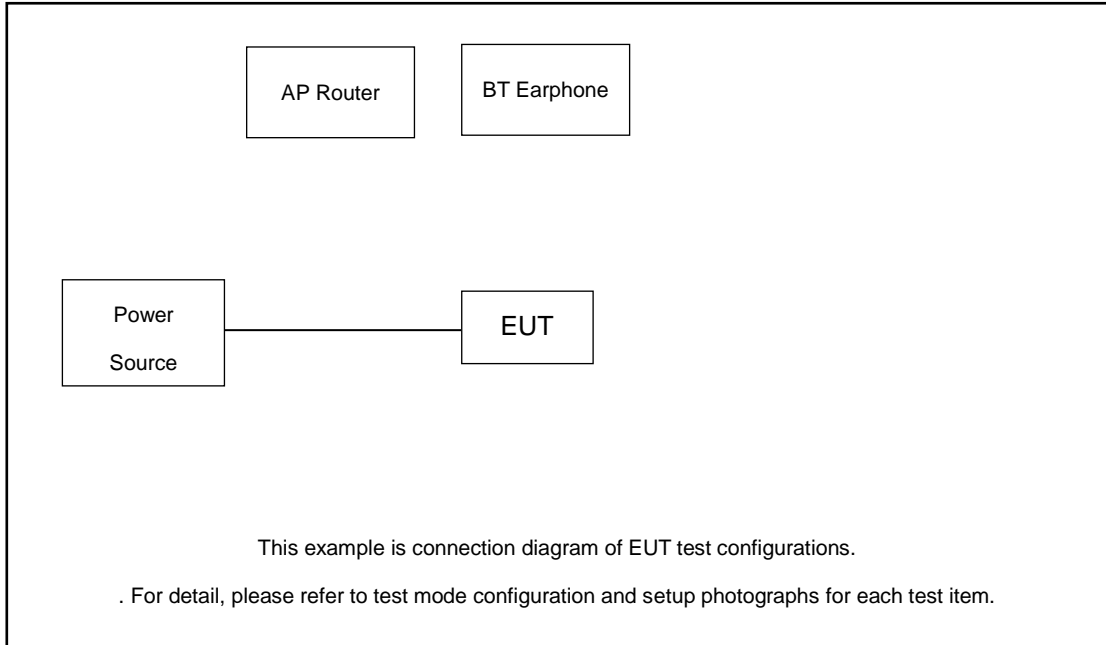 AP Router
BT Earphone
Power
Source
EUT
This example is connection diagram of EUT test configurations.
. For detail, please refer to test mode configuration and setup photographs for each test item.